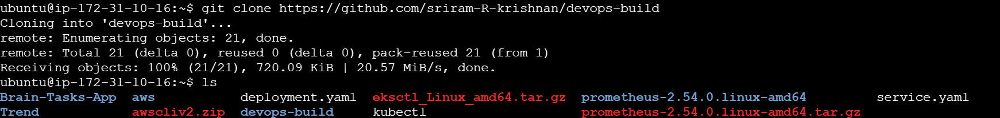 ubuntu@ip-172-31-10-16:~$ git clone https://github.com/sriram-R-krishnan/devops-build
Cloning into 'devops-build'...
remote: Enumerating objects: 21, done.
remote: Total 21 (delta 0), reused 0 (delta 0), pack-reused 21 (from 1)
Receiving objects: 100% (21/21), 720.09 KiB | 20.57 MiB/s, done.
ubuntu@ip-172-31-10-16:~$ ls
Brain-Tasks-App  aws           deployment.yaml  eksctl_Linux_amd64.tar.gz  prometheus-2.54.0.linux-amd64         service.yaml
Trend            awscliv2.zip  devops-build     kubectl                    prometheus-2.54.0.linux-amd64.tar.gz